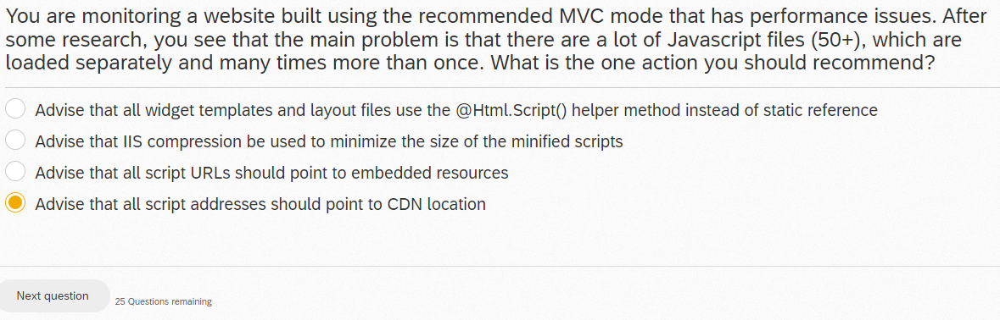 You are monitoring a website built using the recommended MVC mode that has performance issues. After
some research, you see that the main problem is that there are a lot of Javascript files (50+), which are
loaded separately and many times more than once. What is the one action you should recommend?
Advise that all widget templates and layout files use the @Html.Script() helper method instead of static reference
Advise that IIS compression be used to minimize the size of the minified scripts
Advise that all script URLs should point to embedded resources
Advise that all script addresses should point to CDN location
Next question
25 Questions remaining